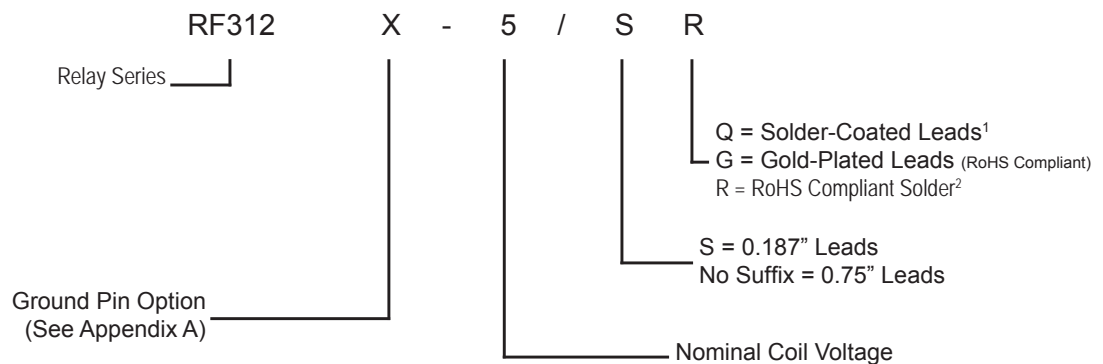 RF312 X - 5 / S R
Relay Series
Q = Solder-Coated Leads¹
G = Gold-Plated Leads (RoHS Compliant)
R = RoHS Compliant Solder²
S = 0.187” Leads
No Suffix = 0.75” Leads
Ground Pin Option
(See Appendix A)
Nominal Coil Voltage